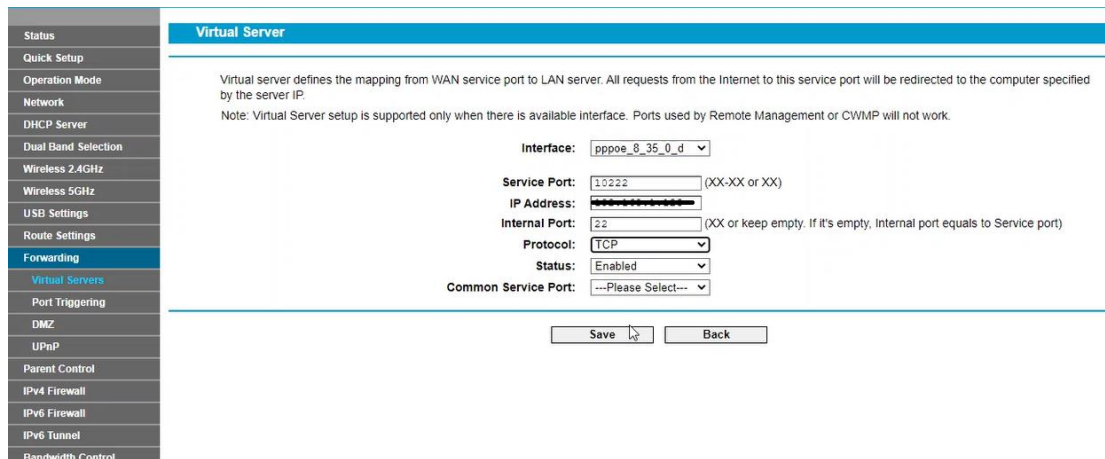 Status
Quick Setup
Operation Mode
Network
DHCP Server
Dual Band Selection
Wireless 2.4GHz
Wireless 5GHz
USB Settings
Route Settings
Forwarding
Virtual Servers
Port Triggering
DMZ
UPnP
Parent Control
IPv4 Firewall
IPv6 Firewall
IPv6 Tunnel
Bandwidth Control
Virtual Server
Virtual server defines the mapping from WAN service port to LAN server. All requests from the Internet to this service port will be redirected to the computer specified
by the server IP.
Note: Virtual Server setup is supported only when there is available interface. Ports used by Remote Management or CWMP will not work.
Interface: pppoe_8_35_0_d
Service Port: 10222 (XX-XX or XX)
IP Address:
Internal Port: 22 (XX or keep empty. If it's empty, Internal port equals to Service port)
Protocol: TCP
Status: Enabled
Common Service Port: ---Please Select---
Save Back